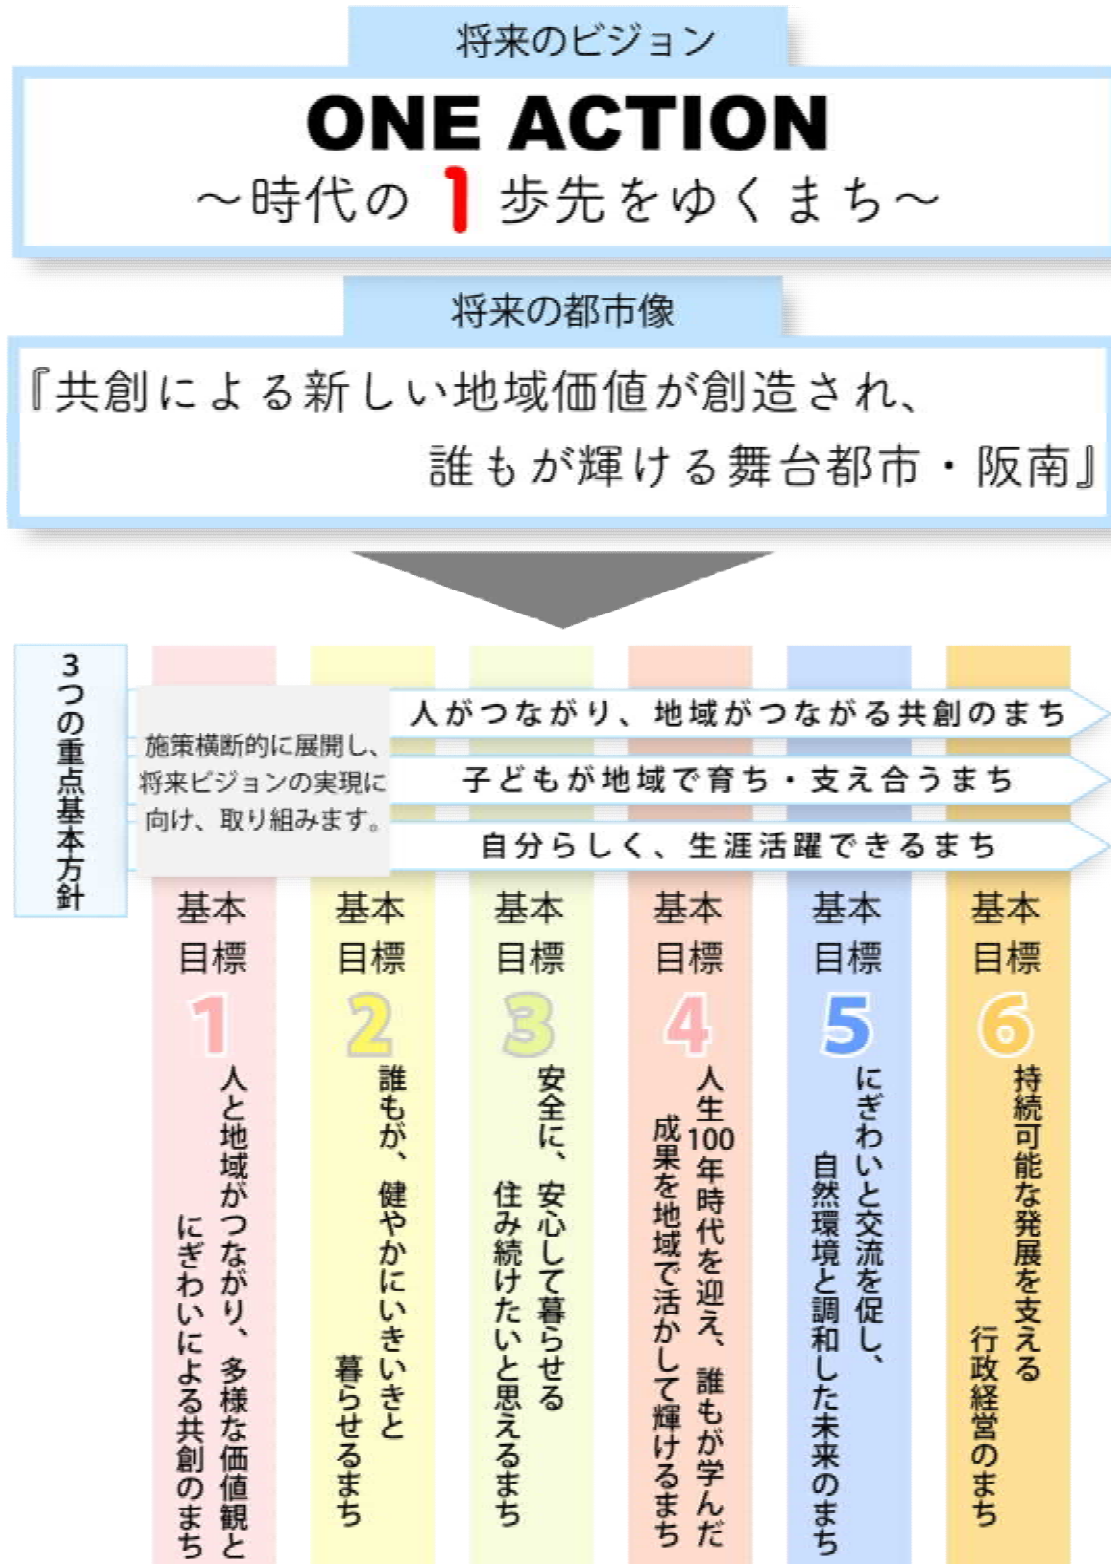 将来のビジョン
ONE ACTION
～時代の1歩先をゆくまち～
将来の都市像
『共創による新しい地域価値が創造され、
誰もが輝ける舞台都市・阪南』
3つの重点基本方針
施策横断的に展開し、
将来ビジョンの実現に
向け、取り組みます。
人がつながり、地域がつながる共創のまち
子どもが地域で育ち・支え合うまち
自分らしく、生涯活躍できるまち
基本
目標
1
人と地域がつながり、多様な価値観と
にぎわいによる共創のまち
基本
目標
2
誰もが、健やかにいきいきと
暮らせるまち
基本
目標
3
安全に、安心して暮らせる
住み続けたいと思えるまち
基本
目標
4
人生100年時代を迎え、誰もが学んだ
成果を地域で活かして輝けるまち
基本
目標
5
にぎわいと交流を促し、
自然環境と調和した未来のまち
基本
目標
6
持続可能な発展を支える
行政経営のまち